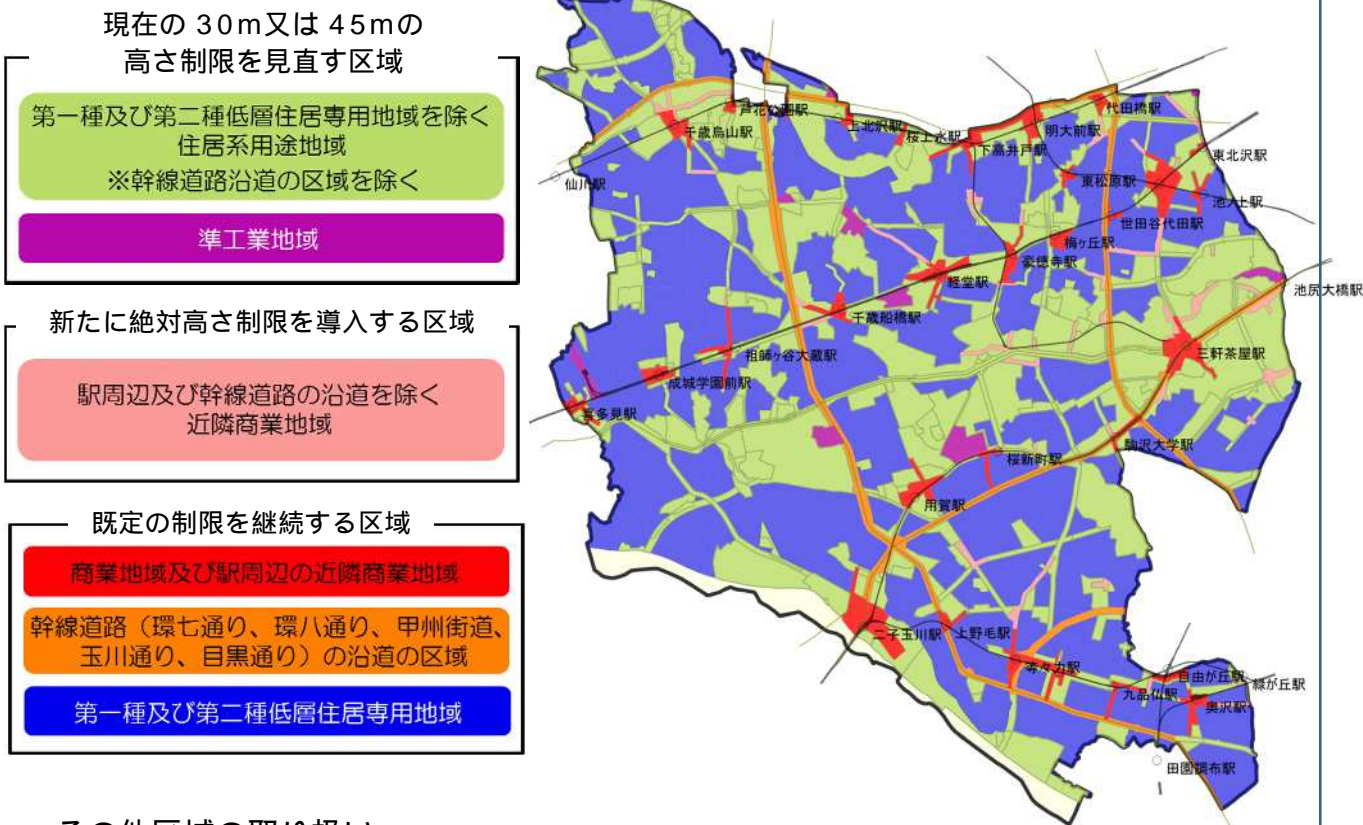 現在の 30m又は 45mの
高さ制限を見直す区域
第一種及び第二種低層住居専用地域を除く
住居系用途地域
※幹線道路沿道の区域を除く
準工業地域
新たに絶対高さ制限を導入する区域
駅周辺及び幹線道路の沿道を除く
近隣商業地域
既定の制限を継続する区域
商業地域及び駅周辺の近隣商業地域
幹線道路（環七通り、環八通り、甲州街道、
玉川通り、目黒通り）の沿道の区域
第一種及び第二種低層住居専用地域
芦花公園駅
千歳烏山駅
上北沢駅
桜上水駅
下高井戸駅
明大前駅
代田橋駅
仙川駅
東松原駅
東北沢駅
池ノ上駅
世田谷代田駅
梅ヶ丘駅
豪徳寺駅
経堂駅
池尻大橋駅
千歳船橋駅
祖師ヶ谷大蔵駅
三軒茶屋駅
成城学園前駅
喜多見駅
駒沢大学駅
桜新町駅
用賀駅
二子玉川駅
上野毛駅
等々力駅
九品仏駅
自由が丘駅
緑が丘駅
奥沢駅
田園調布駅